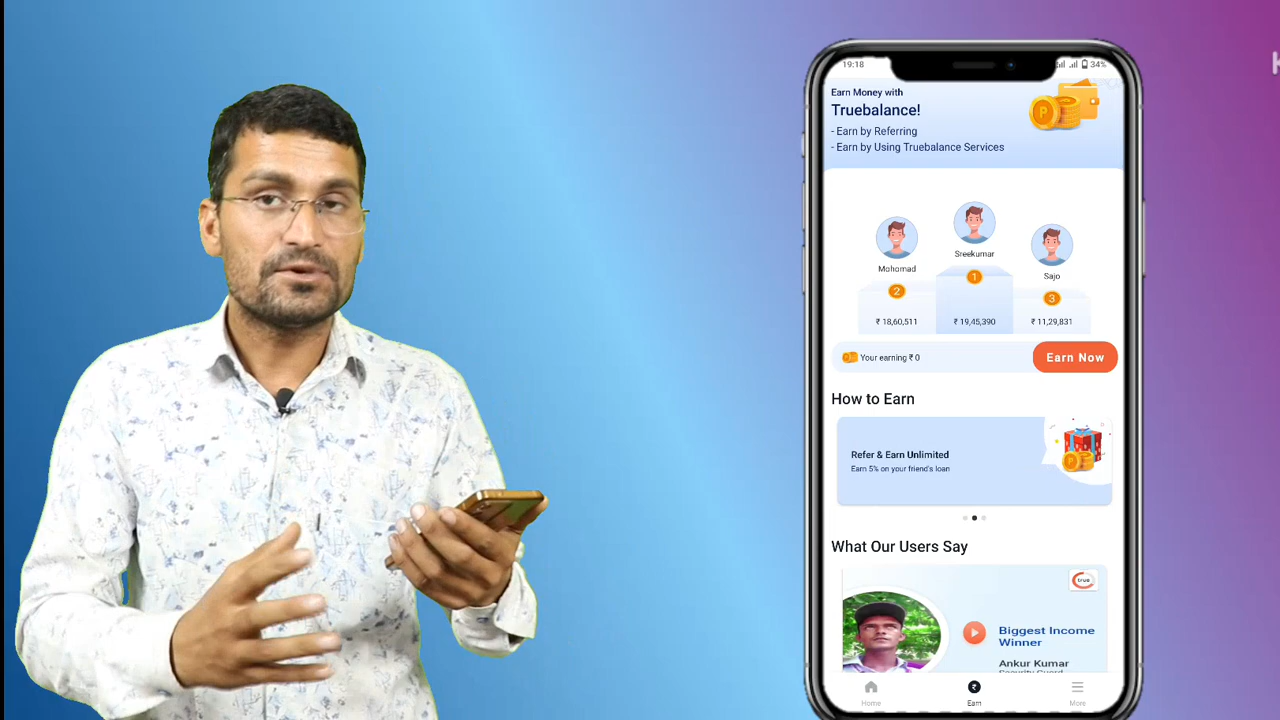 19:18
34%
Earn Money with
Truebalance!
- Earn by Referring
- Earn by Using Truebalance Services
Mohomad
Sreekumar
Sajo
2
1
3
₹ 18,60,511
₹ 19,45,390
₹ 11,29,831
Your earning ₹ 0
Earn Now
How to Earn
Refer & Earn Unlimited
Earn 5% on your friend's loan
What Our Users Say
true
Biggest Income
Winner
Ankur Kumar
Security Guard
Home
Earn
More